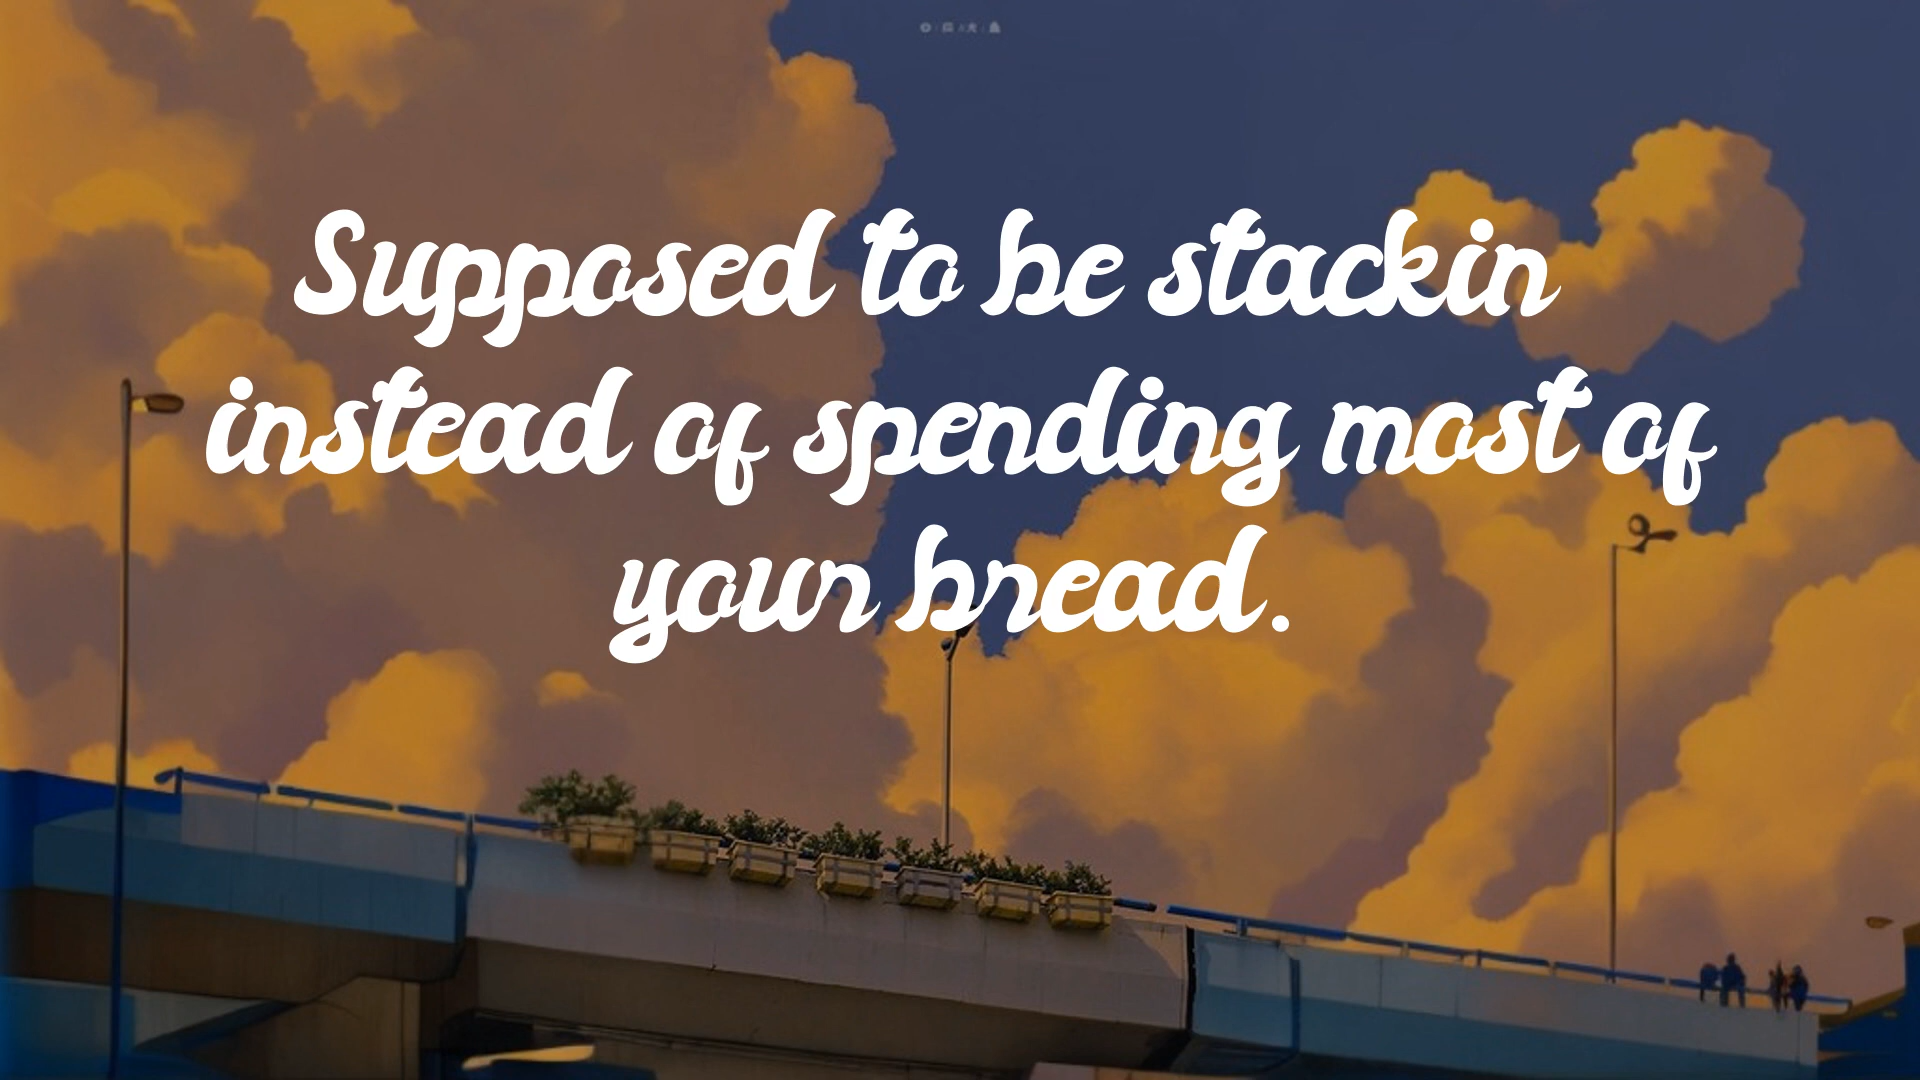 Supposed to be stackin
instead of spending most of
your bread.